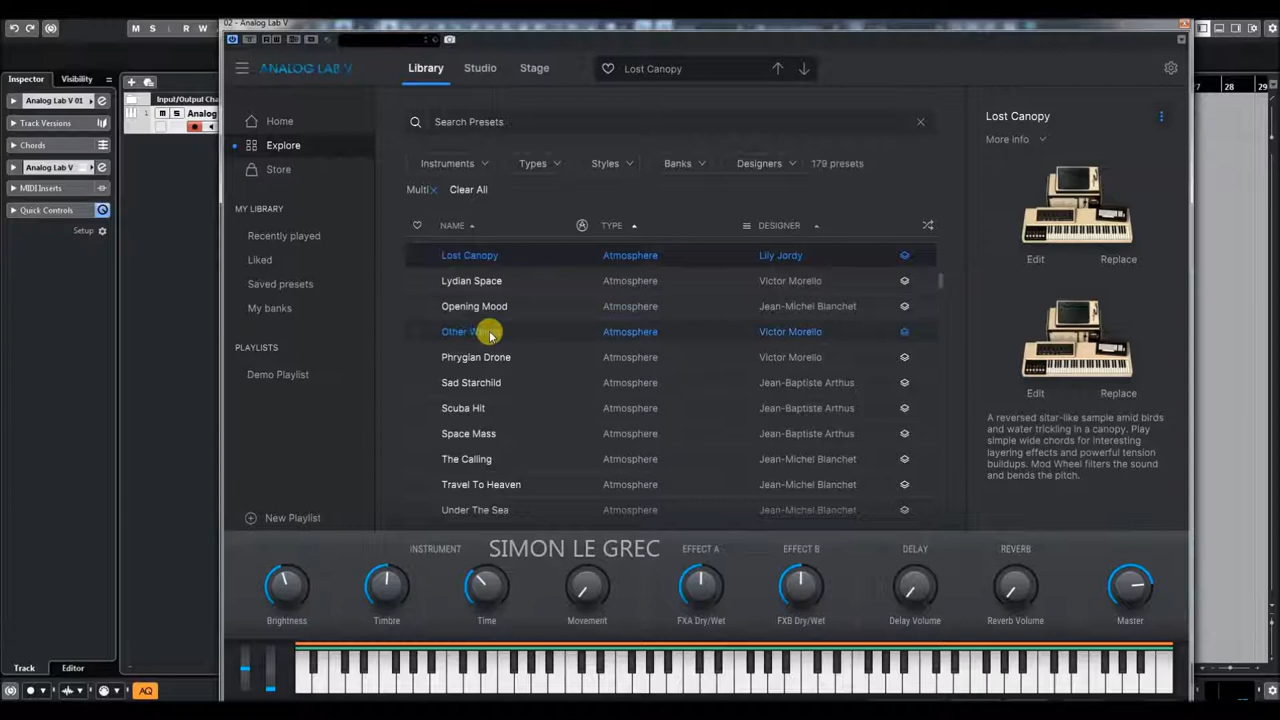 02 - Analog Lab V
M S R W
Inspector Visibility
Analog Lab V 01
Track Versions
Chords
Analog Lab V
MIDI Inserts
Quick Controls
Setup
Input/Output Cha
1 M S Analog
ANALOG LAB V
Library Studio Stage
Lost Canopy
Home
Explore
Store
MY LIBRARY
Recently played
Liked
Saved presets
My banks
PLAYLISTS
Demo Playlist
New Playlist
Search Presets
Instruments Types Styles Banks Designers 179 presets
Multi Clear All
NAME TYPE DESIGNER
Lost Canopy Atmosphere Lily Jordy
Lydian Space Atmosphere Victor Morello
Opening Mood Atmosphere Jean-Michel Blanchet
Other Atmosphere Victor Morello
Phrygian Drone Atmosphere Victor Morello
Sad Starchild Atmosphere Jean-Baptiste Arthus
Scuba Hit Atmosphere Jean-Baptiste Arthus
Space Mass Atmosphere Jean-Baptiste Arthus
The Calling Atmosphere Jean-Michel Blanchet
Travel To Heaven Atmosphere Jean-Michel Blanchet
Under The Sea Atmosphere Jean-Michel Blanchet
Lost Canopy
More info
Edit Replace
Edit Replace
A reversed sitar-like sample amid birds
and water trickling in a canopy. Play
simple wide chords for interesting
layering effects and powerful tension
buildups. Mod Wheel filters the sound
and bends the pitch.
28 29
INSTRUMENT SIMON LE GREC EFFECT A EFFECT B DELAY REVERB
Brightness Timbre Time Movement FXA Dry/Wet FXB Dry/Wet Delay Volume Reverb Volume Master
Track Editor
AQ